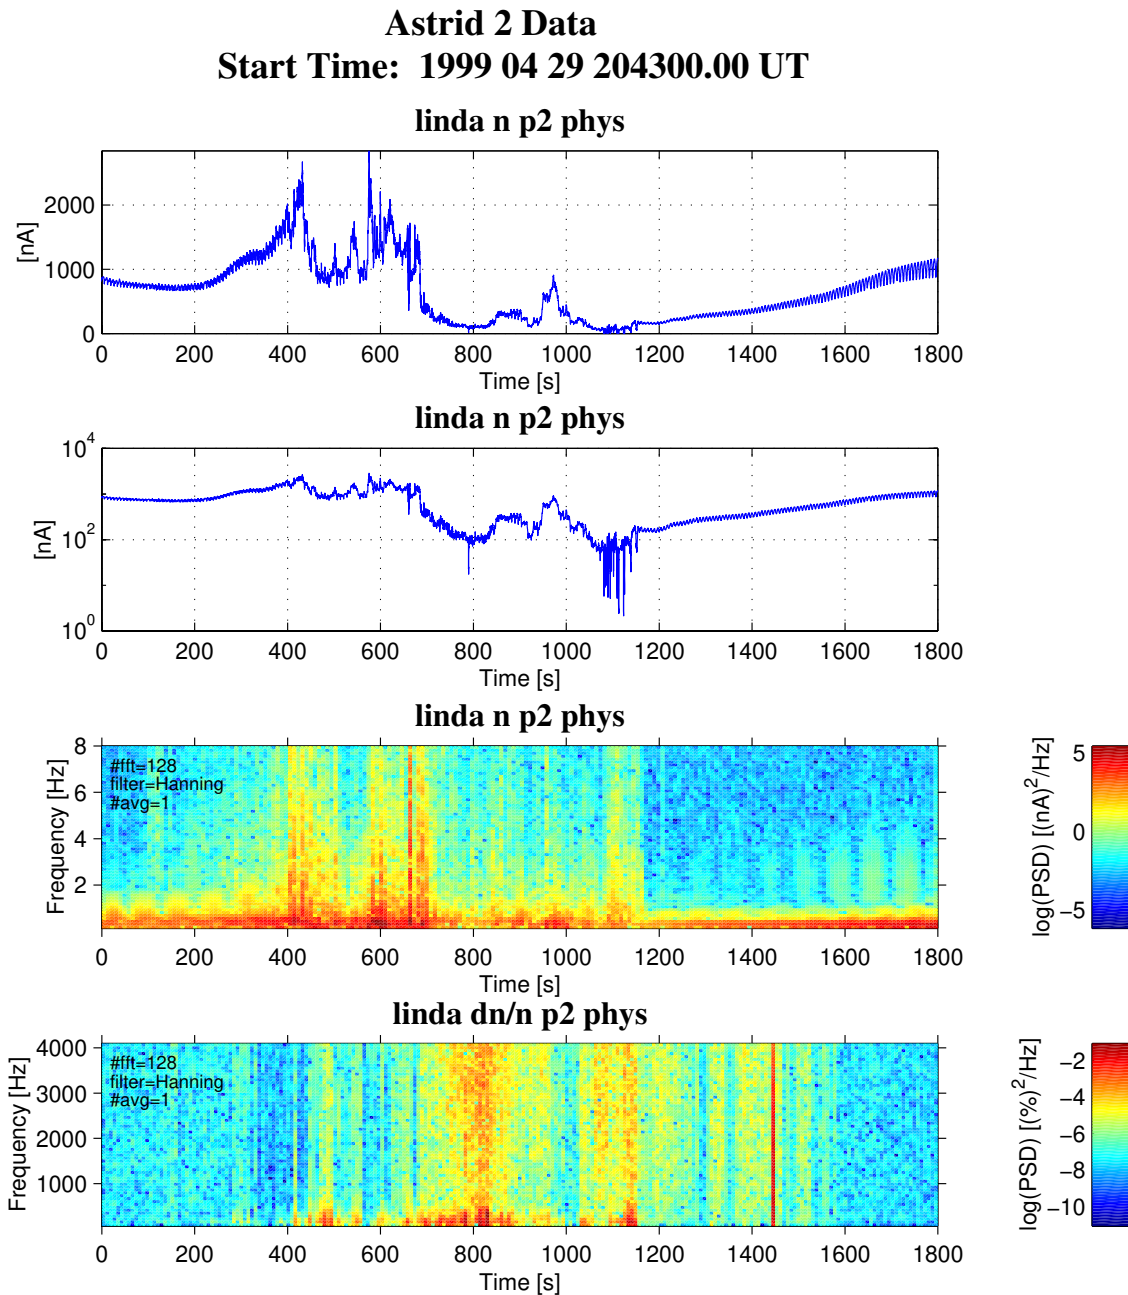 Astrid 2 Data
Start Time: 1999 04 29 204300.00 UT
linda n p2 phys
[nA]
2000
1000
0
0 200 400 600 800 1000 1200 1400 1600 1800
Time [s]
linda n p2 phys
[nA]
10^4
10^2
10^0
0 200 400 600 800 1000 1200 1400 1600 1800
Time [s]
linda n p2 phys
Frequency [Hz]
8
6
4
2
#fft=128
filter=Hanning
#avg=1
0 200 400 600 800 1000 1200 1400 1600 1800
Time [s]
log(PSD) [(nA)^2/Hz]
5
0
−5
linda dn/n p2 phys
Frequency [Hz]
4000
3000
2000
1000
#fft=128
filter=Hanning
#avg=1
0 200 400 600 800 1000 1200 1400 1600 1800
Time [s]
log(PSD) [(%)^2/Hz]
−2
−4
−6
−8
−10